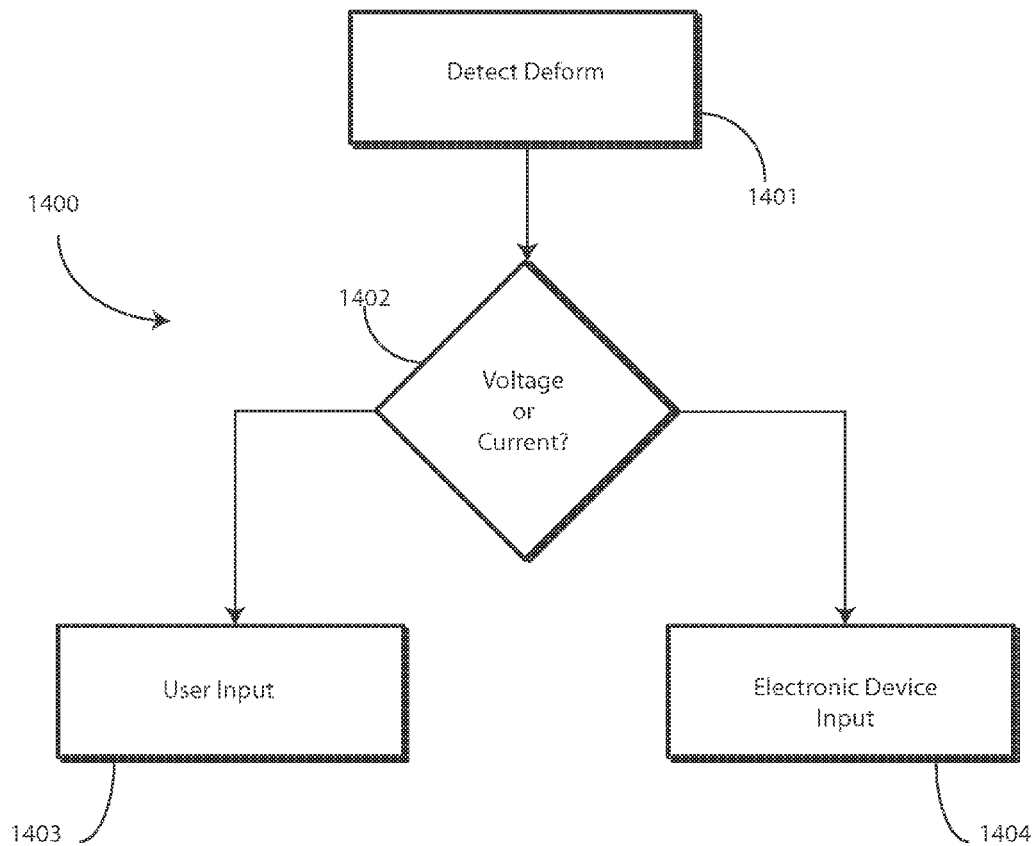 Detect Deform
1401
1400
1402
Voltage
or
Current?
User Input
Electronic Device
Input
1403
1404